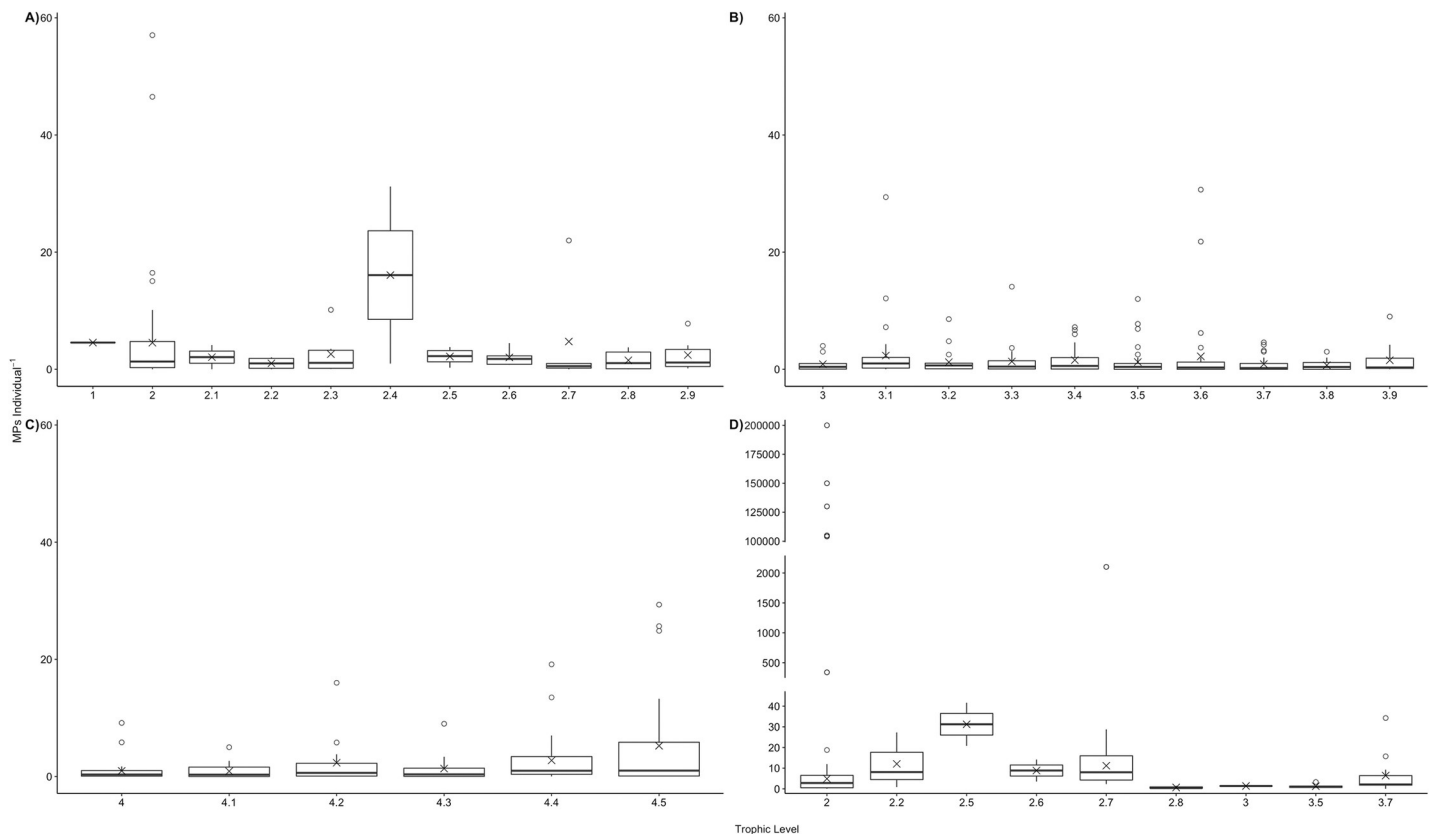 A)
60
40
20
0
1 2 2.1 2.2 2.3 2.4 2.5 2.6 2.7 2.8 2.9
B)
60
40
20
0
3 3.1 3.2 3.3 3.4 3.5 3.6 3.7 3.8 3.9
MPs Individual⁻¹
C)
60
40
20
0
4 4.1 4.2 4.3 4.4 4.5
D)
200000
175000
150000
125000
100000
2000
1500
1000
500
40
30
20
10
0
2 2.2 2.5 2.6 2.7 2.8 3 3.5 3.7
Trophic Level